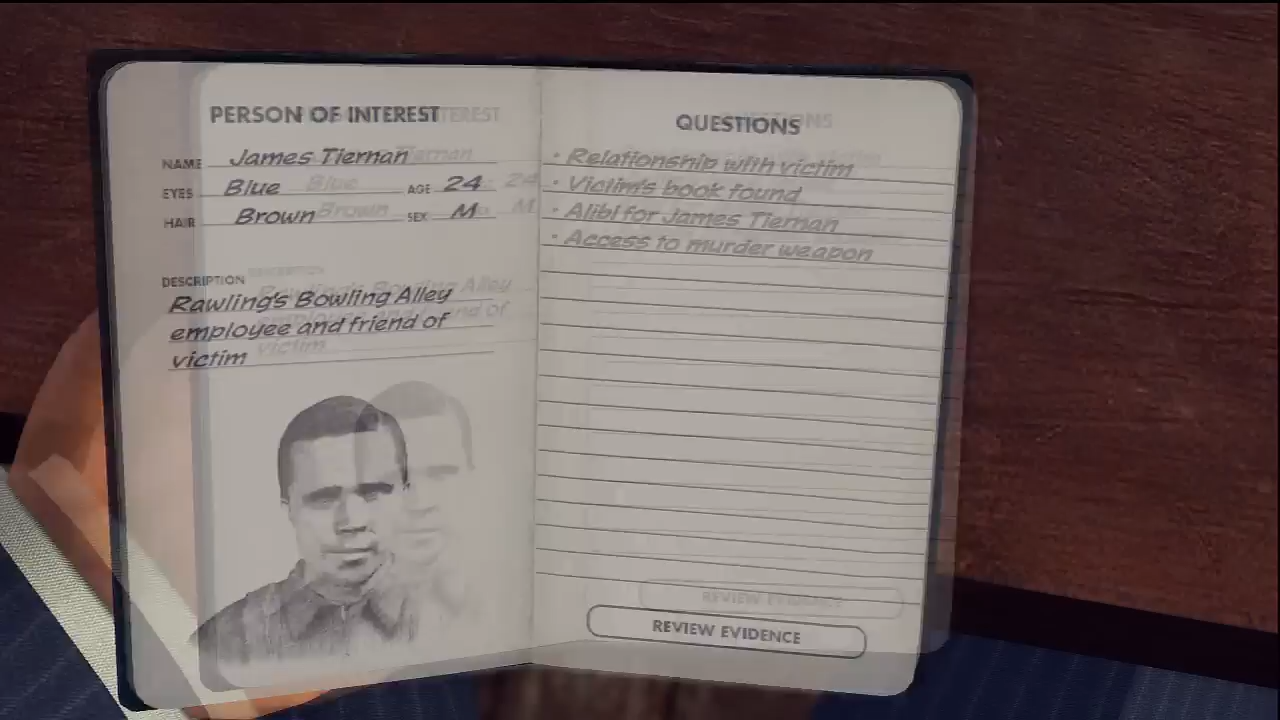 PERSON OF INTEREST
NAME James Tiernan
EYES Blue AGE 24
HAIR Brown SEX M
DESCRIPTION
Rawling's Bowling Alley
employee and friend of
victim
QUESTIONS
· Relationship with victim
· Victim's book found
· Alibi for James Tiernan
· Access to murder weapon
REVIEW EVIDENCE